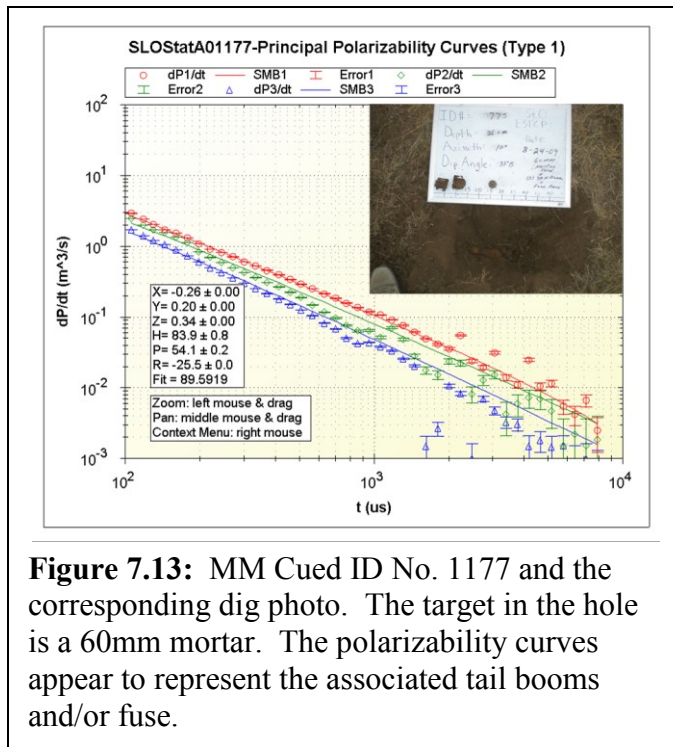 SLOStatA01177-Principal Polarizability Curves (Type 1)
dP1/dt SMB1 Error1 dP2/dt SMB2
Error2 dP3/dt SMB3 Error3
10^2
10^1
10^0
10^-1
10^-2
10^-3
dP/dt (m^3/s)
ID#:
Depth:
Azimuth:
Dip Angle:
8-24-09
X= -0.26 ± 0.00
Y= 0.20 ± 0.00
Z= 0.34 ± 0.00
H= 83.9 ± 0.8
P= 54.1 ± 0.2
R= -25.5 ± 0.0
Fit = 89.5919
Zoom: left mouse & drag
Pan: middle mouse & drag
Context Menu: right mouse
10^2 10^3 10^4
t (us)
Figure 7.13: MM Cued ID No. 1177 and the
corresponding dig photo. The target in the hole
is a 60mm mortar. The polarizability curves
appear to represent the associated tail booms
and/or fuse.